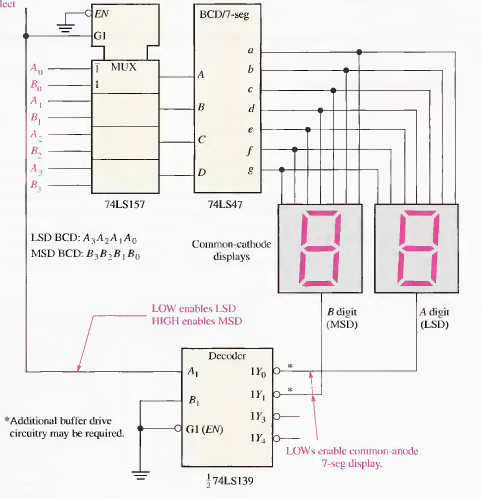 lect
EN
G1
MUX
A0
B0
A1
B1
A2
B2
A3
B3
1̅
1
74LS157
BCD/7-seg
A
B
C
D
a
b
c
d
e
f
g
74LS47
LSD BCD: A3A2A1A0
MSD BCD: B3B2B1B0
Common-cathode
displays
B digit
(MSD)
A digit
(LSD)
LOW enables LSD
HIGH enables MSD
Decoder
A1
B1
G1 (EN)
1Y0
1Y1
1Y3
1Y4
*
*
½ 74LS139
*Additional buffer drive
circuitry may be required.
LOWs enable common-anode
7-seg display.